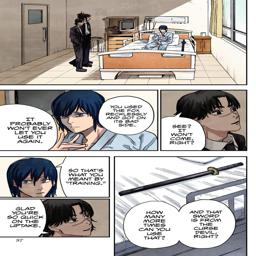 IT
PROBABLY
WON'T EVER
LET YOU
USE IT
AGAIN.
YOU USED
THE FOX
RECKLESSLY
AND GOT ON
ITS BAD
SIDE.
SEE?
IT
WON'T
COME,
RIGHT?
SO THAT'S
WHAT YOU
MEANT BY
"TRAINING."
GLAD
YOU'RE SO
QUICK
ON THE
UPTAKE.
HOW
MANY
MORE
TIMES
CAN YOU
USE
THAT?
AND THAT
SWORD IS
FROM THE
CURSE
DEVIL,
RIGHT?